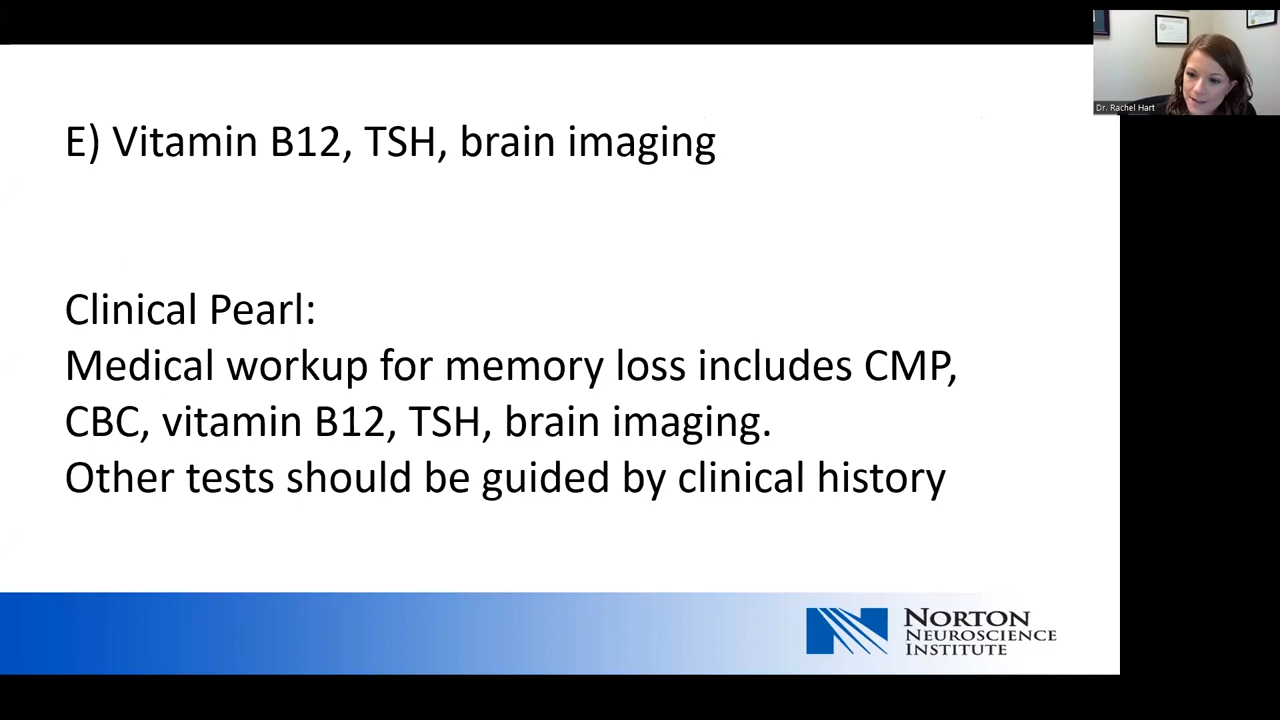 Dr. Rachel Hart
E) Vitamin B12, TSH, brain imaging
Clinical Pearl:
Medical workup for memory loss includes CMP,
CBC, vitamin B12, TSH, brain imaging.
Other tests should be guided by clinical history
NORTON
NEUROSCIENCE
INSTITUTE